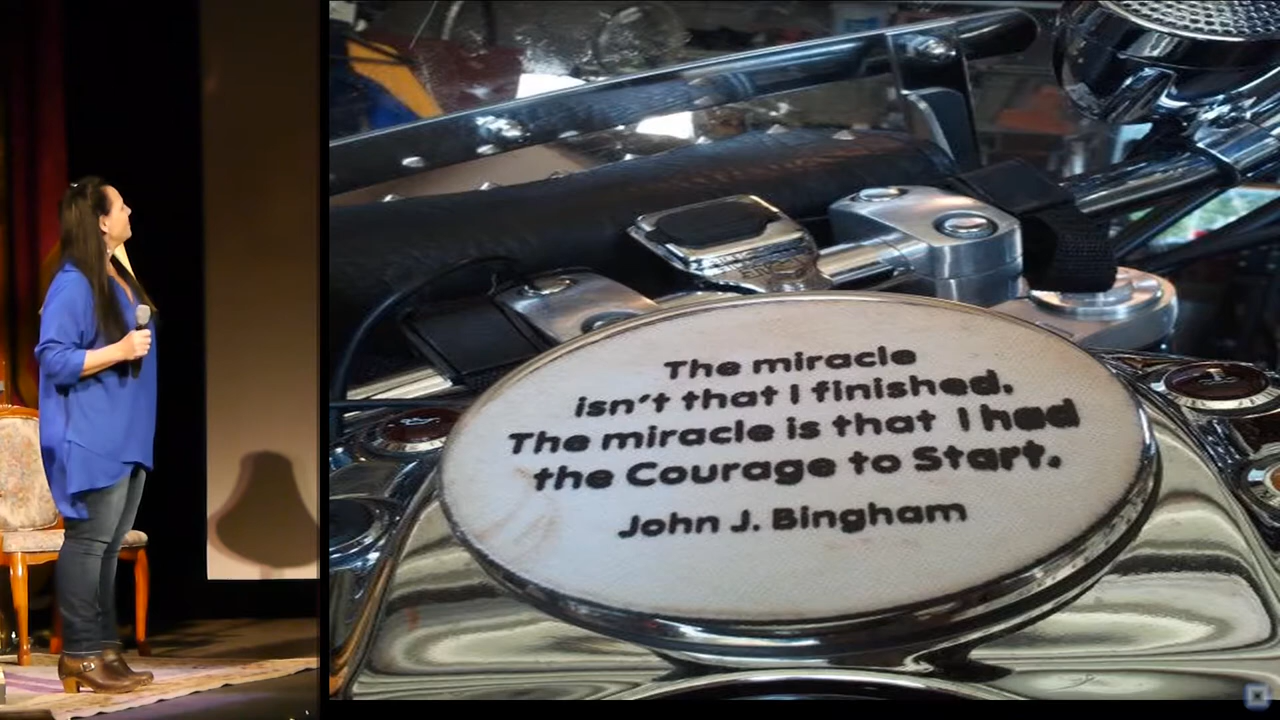 The miracle
isn't that I finished.
The miracle is that I had
the Courage to Start.
John J. Bingham